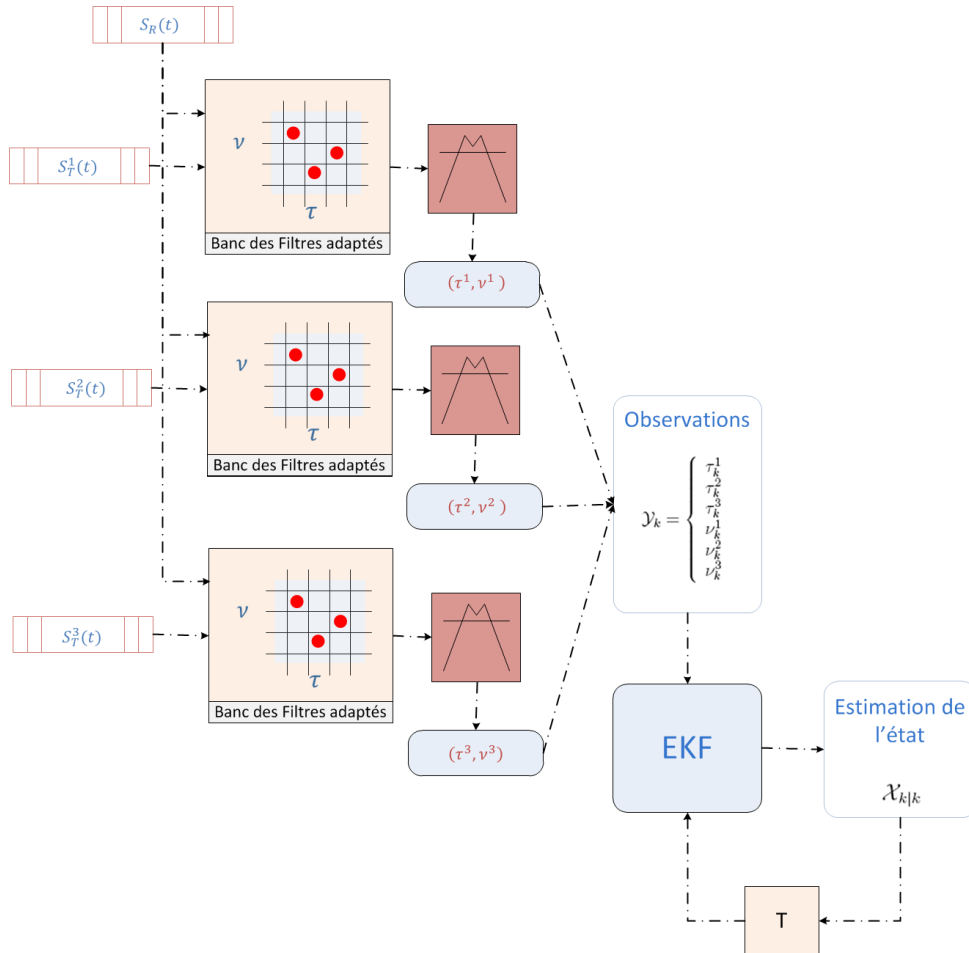 S_R(t)
ν
τ
Banc des Filtres adaptés
S_T^1(t)
(τ^1, ν^1)
ν
τ
Banc des Filtres adaptés
S_T^2(t)
(τ^2, ν^2)
Observations
𝒴_k = {
τ_k^1
τ_k^2
τ_k^3
ν_k^1
ν_k^2
ν_k^3
ν
τ
Banc des Filtres adaptés
S_T^3(t)
(τ^3, ν^3)
EKF
Estimation de
l'état
𝒳_{k|k}
T